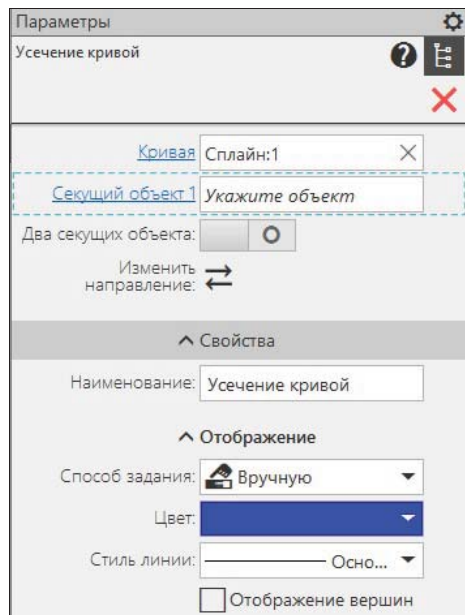 Параметры
Усечение кривой
Кривая Сплайн:1
Секущий объект 1 Укажите объект
Два секущих объекта:
Изменить
направление:
Свойства
Наименование: Усечение кривой
Отображение
Способ задания: Вручную
Цвет:
Стиль линии: Осно...
Отображение вершин